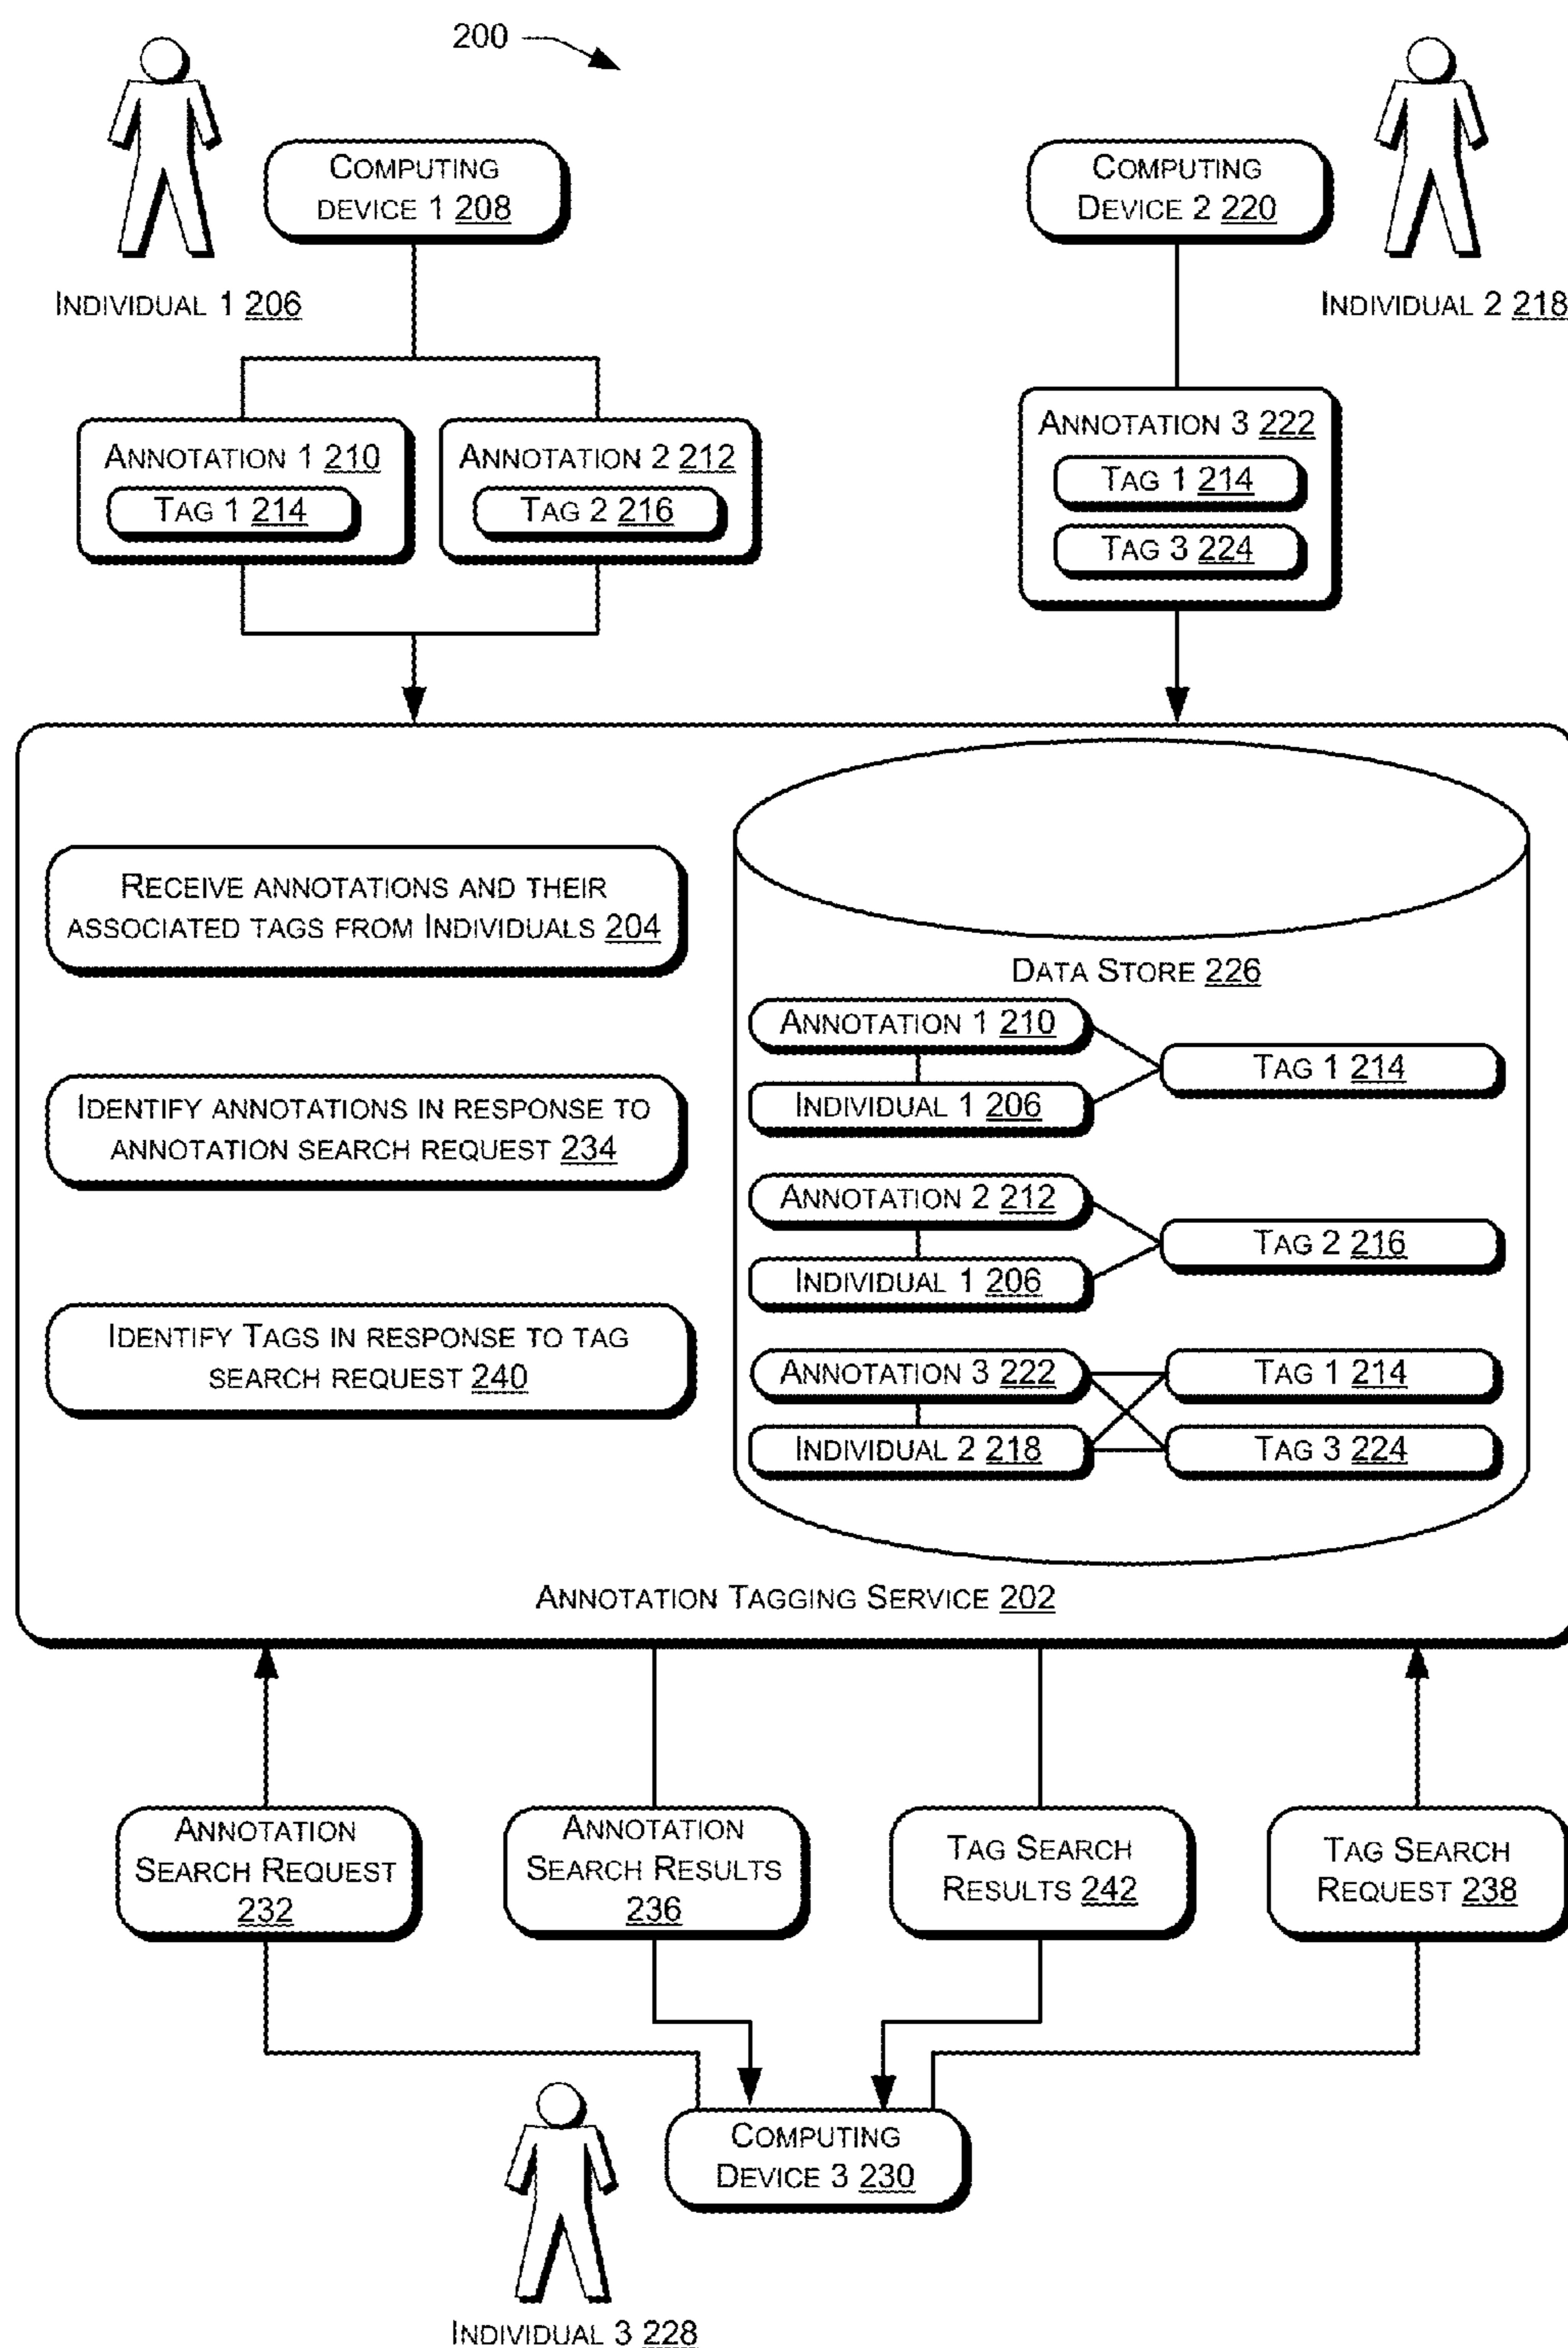 200
COMPUTING
DEVICE 1 208
COMPUTING
DEVICE 2 220
INDIVIDUAL 1 206
INDIVIDUAL 2 218
ANNOTATION 1 210
TAG 1 214
ANNOTATION 2 212
TAG 2 216
ANNOTATION 3 222
TAG 1 214
TAG 3 224
RECEIVE ANNOTATIONS AND THEIR
ASSOCIATED TAGS FROM INDIVIDUALS 204
IDENTIFY ANNOTATIONS IN RESPONSE TO
ANNOTATION SEARCH REQUEST 234
IDENTIFY TAGS IN RESPONSE TO TAG
SEARCH REQUEST 240
DATA STORE 226
ANNOTATION 1 210
INDIVIDUAL 1 206
TAG 1 214
ANNOTATION 2 212
INDIVIDUAL 1 206
TAG 2 216
ANNOTATION 3 222
TAG 1 214
INDIVIDUAL 2 218
TAG 3 224
ANNOTATION TAGGING SERVICE 202
ANNOTATION
SEARCH REQUEST
232
ANNOTATION
SEARCH RESULTS
236
TAG SEARCH
RESULTS 242
TAG SEARCH
REQUEST 238
COMPUTING
DEVICE 3 230
INDIVIDUAL 3 228